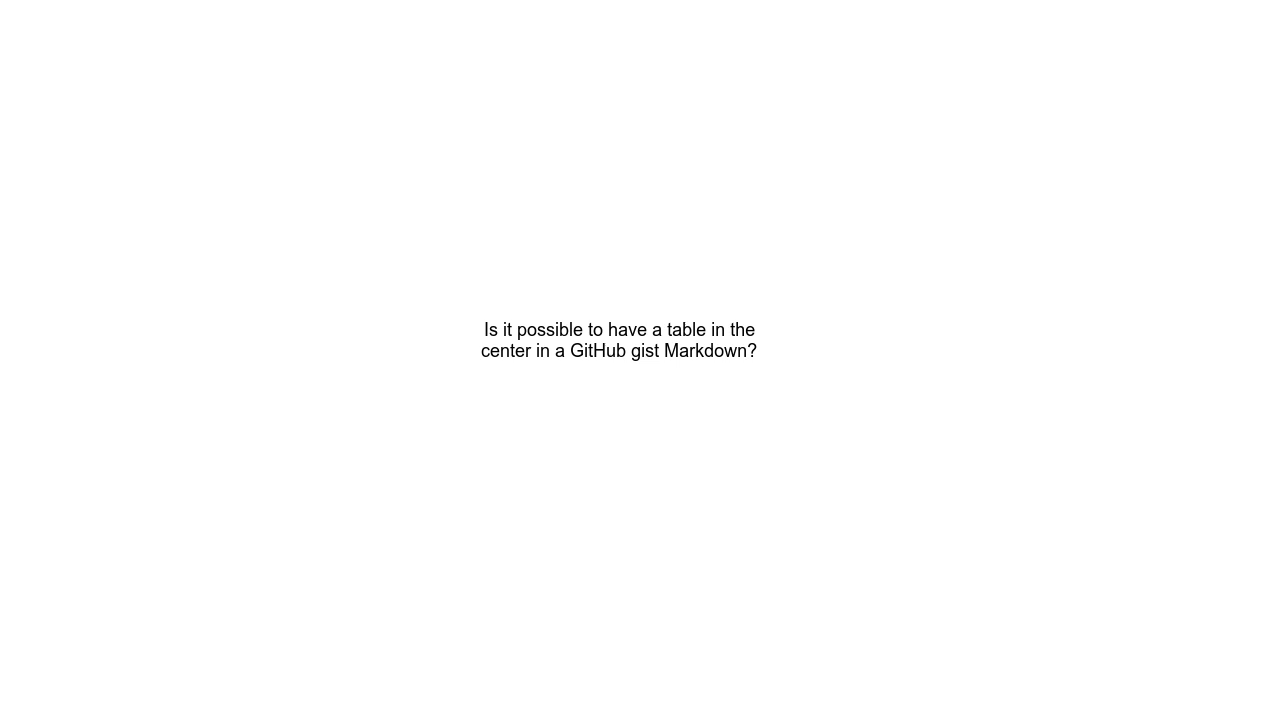 Is it possible to have a table in the
center in a GitHub gist Markdown?